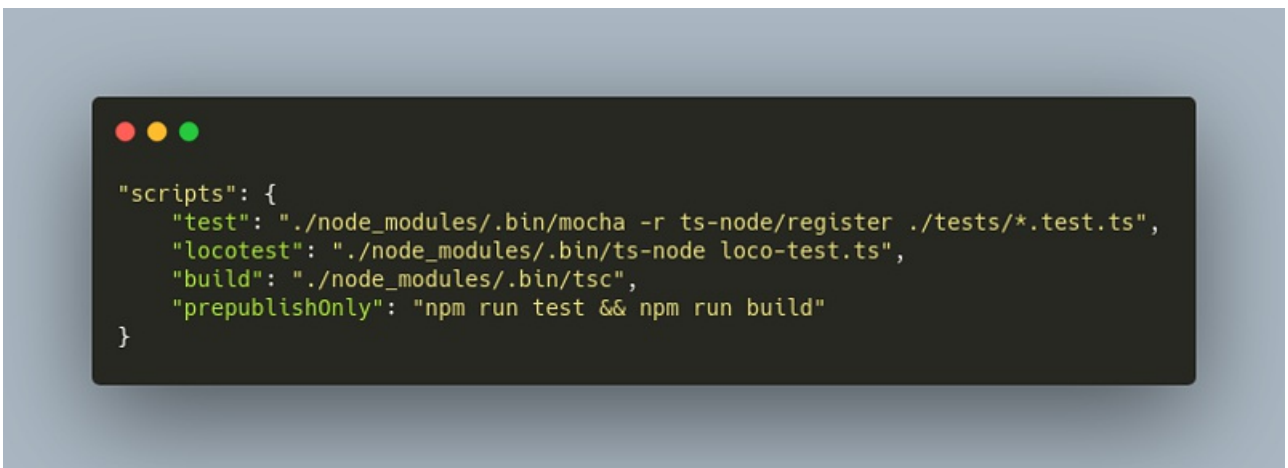 "scripts": {
    "test": "./node_modules/.bin/mocha -r ts-node/register ./tests/*.test.ts",
    "locotest": "./node_modules/.bin/ts-node loco-test.ts",
    "build": "./node_modules/.bin/tsc",
    "prepublishOnly": "npm run test && npm run build"
}